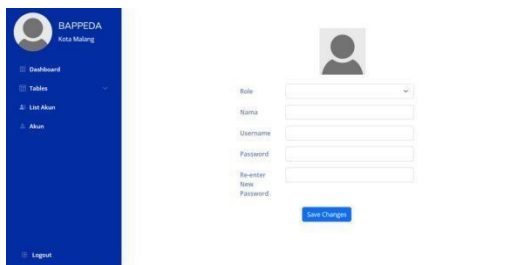 BAPPEDA
Kota Malang
Dashboard
Tables
List Akun
Akun
Logout
Role
Nama
Username
Password
Re-enter
New
Password
Save Changes